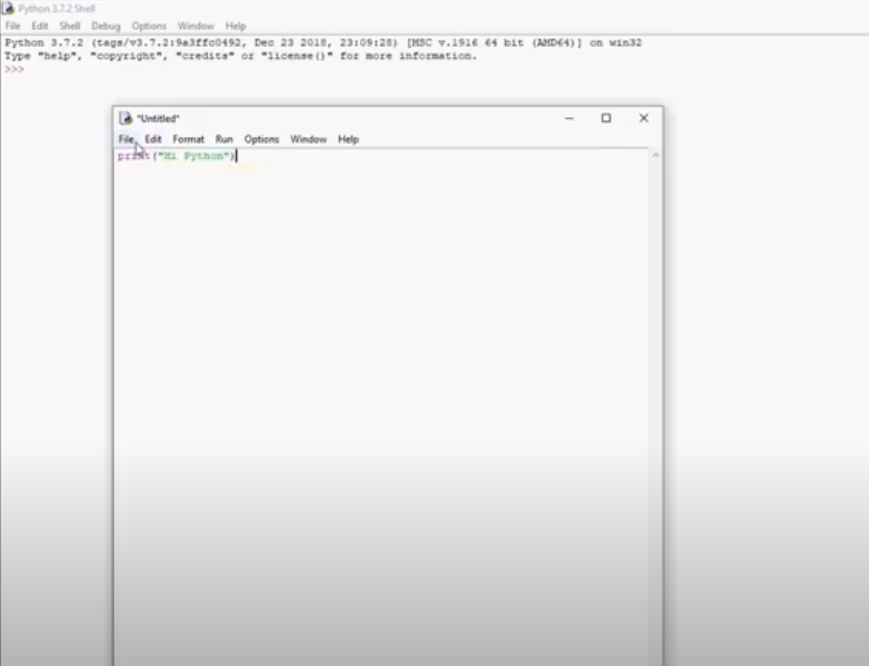 Python 3.7.2 Shell
File Edit Shell Debug Options Window Help
Python 3.7.2 (tags/v3.7.2:9a3ffc0492, Dec 23 2018, 23:09:28) [MSC v.1916 64 bit (AMD64)] on win32
Type "help", "copyright", "credits" or "license()" for more information.
>>>
*Untitled*
File Edit Format Run Options Window Help
print("Hi Python")